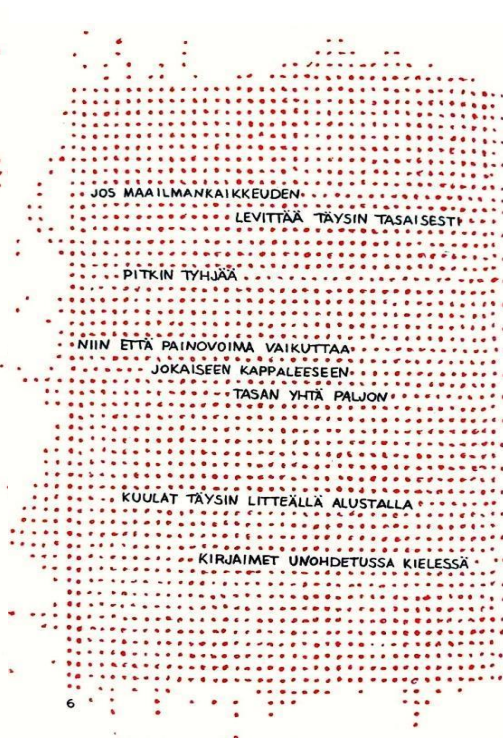 JOS MAAILMANKAIKKEUDEN
LEVITTÄÄ TÄYSIN TASAISESTI
PITKIN TYHJÄÄ
NIIN ETTÄ PAINOVOIMA VAIKUTTAA
JOKAISEEN KAPPALEESEEN
TASAN YHTÄ PALJON
KUULAT TÄYSIN LITTEÄLLÄ ALUSTALLA
KIRJAIMET UNOHDETUSSA KIELESSÄ
6